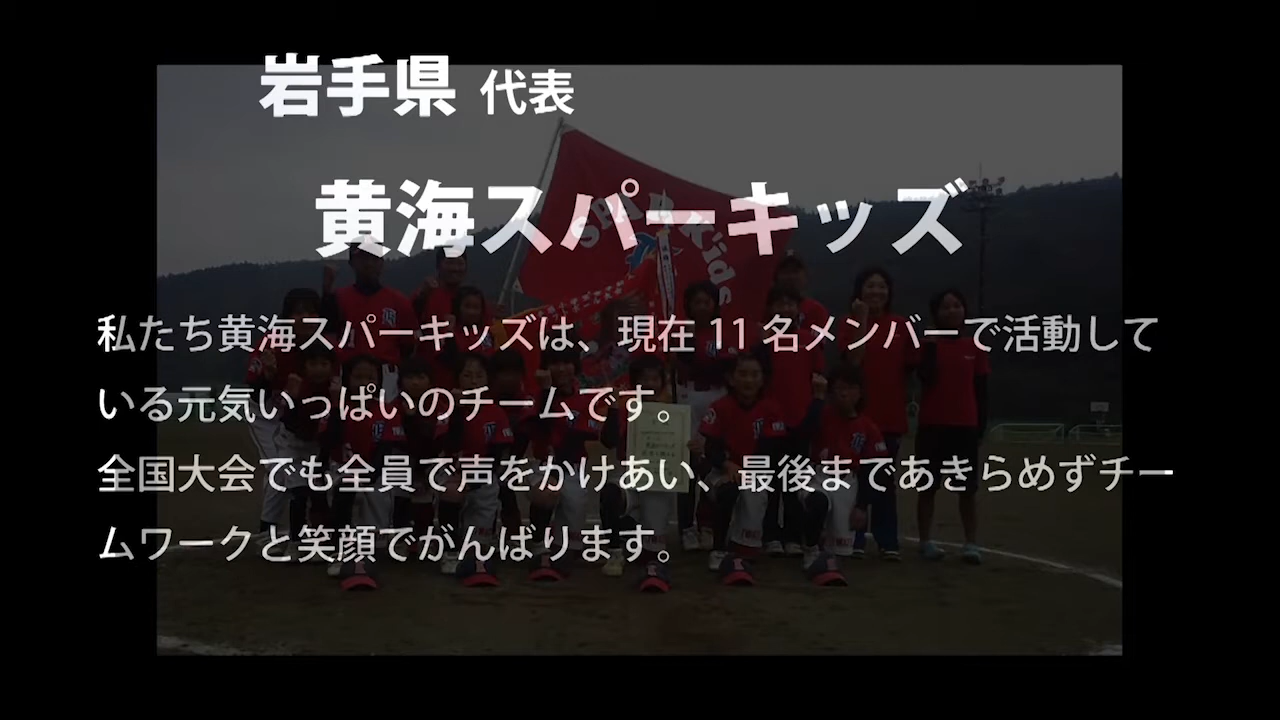 岩手県 代表
黄海スパーキッズ
私たち黄海スパーキッズは、現在 11 名メンバーで活動して
いる元気いっぱいのチームです。
全国大会でも全員で声をかけあい、最後まであきらめずチー
ムワークと笑顔でがんばります。